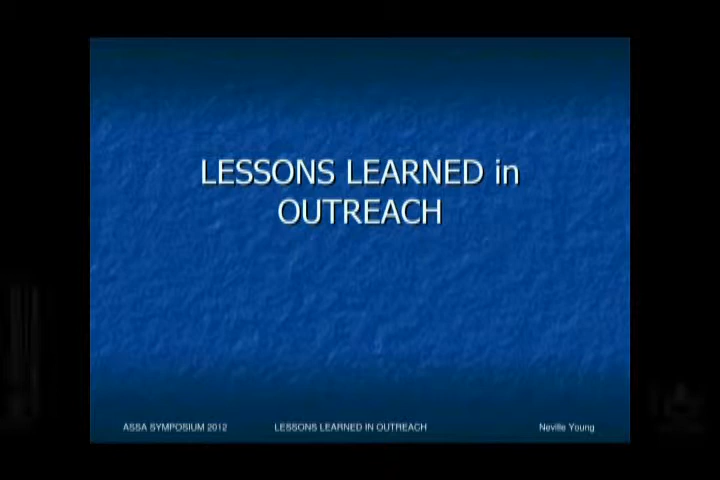 LESSONS LEARNED in
OUTREACH
ASSA SYMPOSIUM 2012
LESSONS LEARNED IN OUTREACH
Neville Young